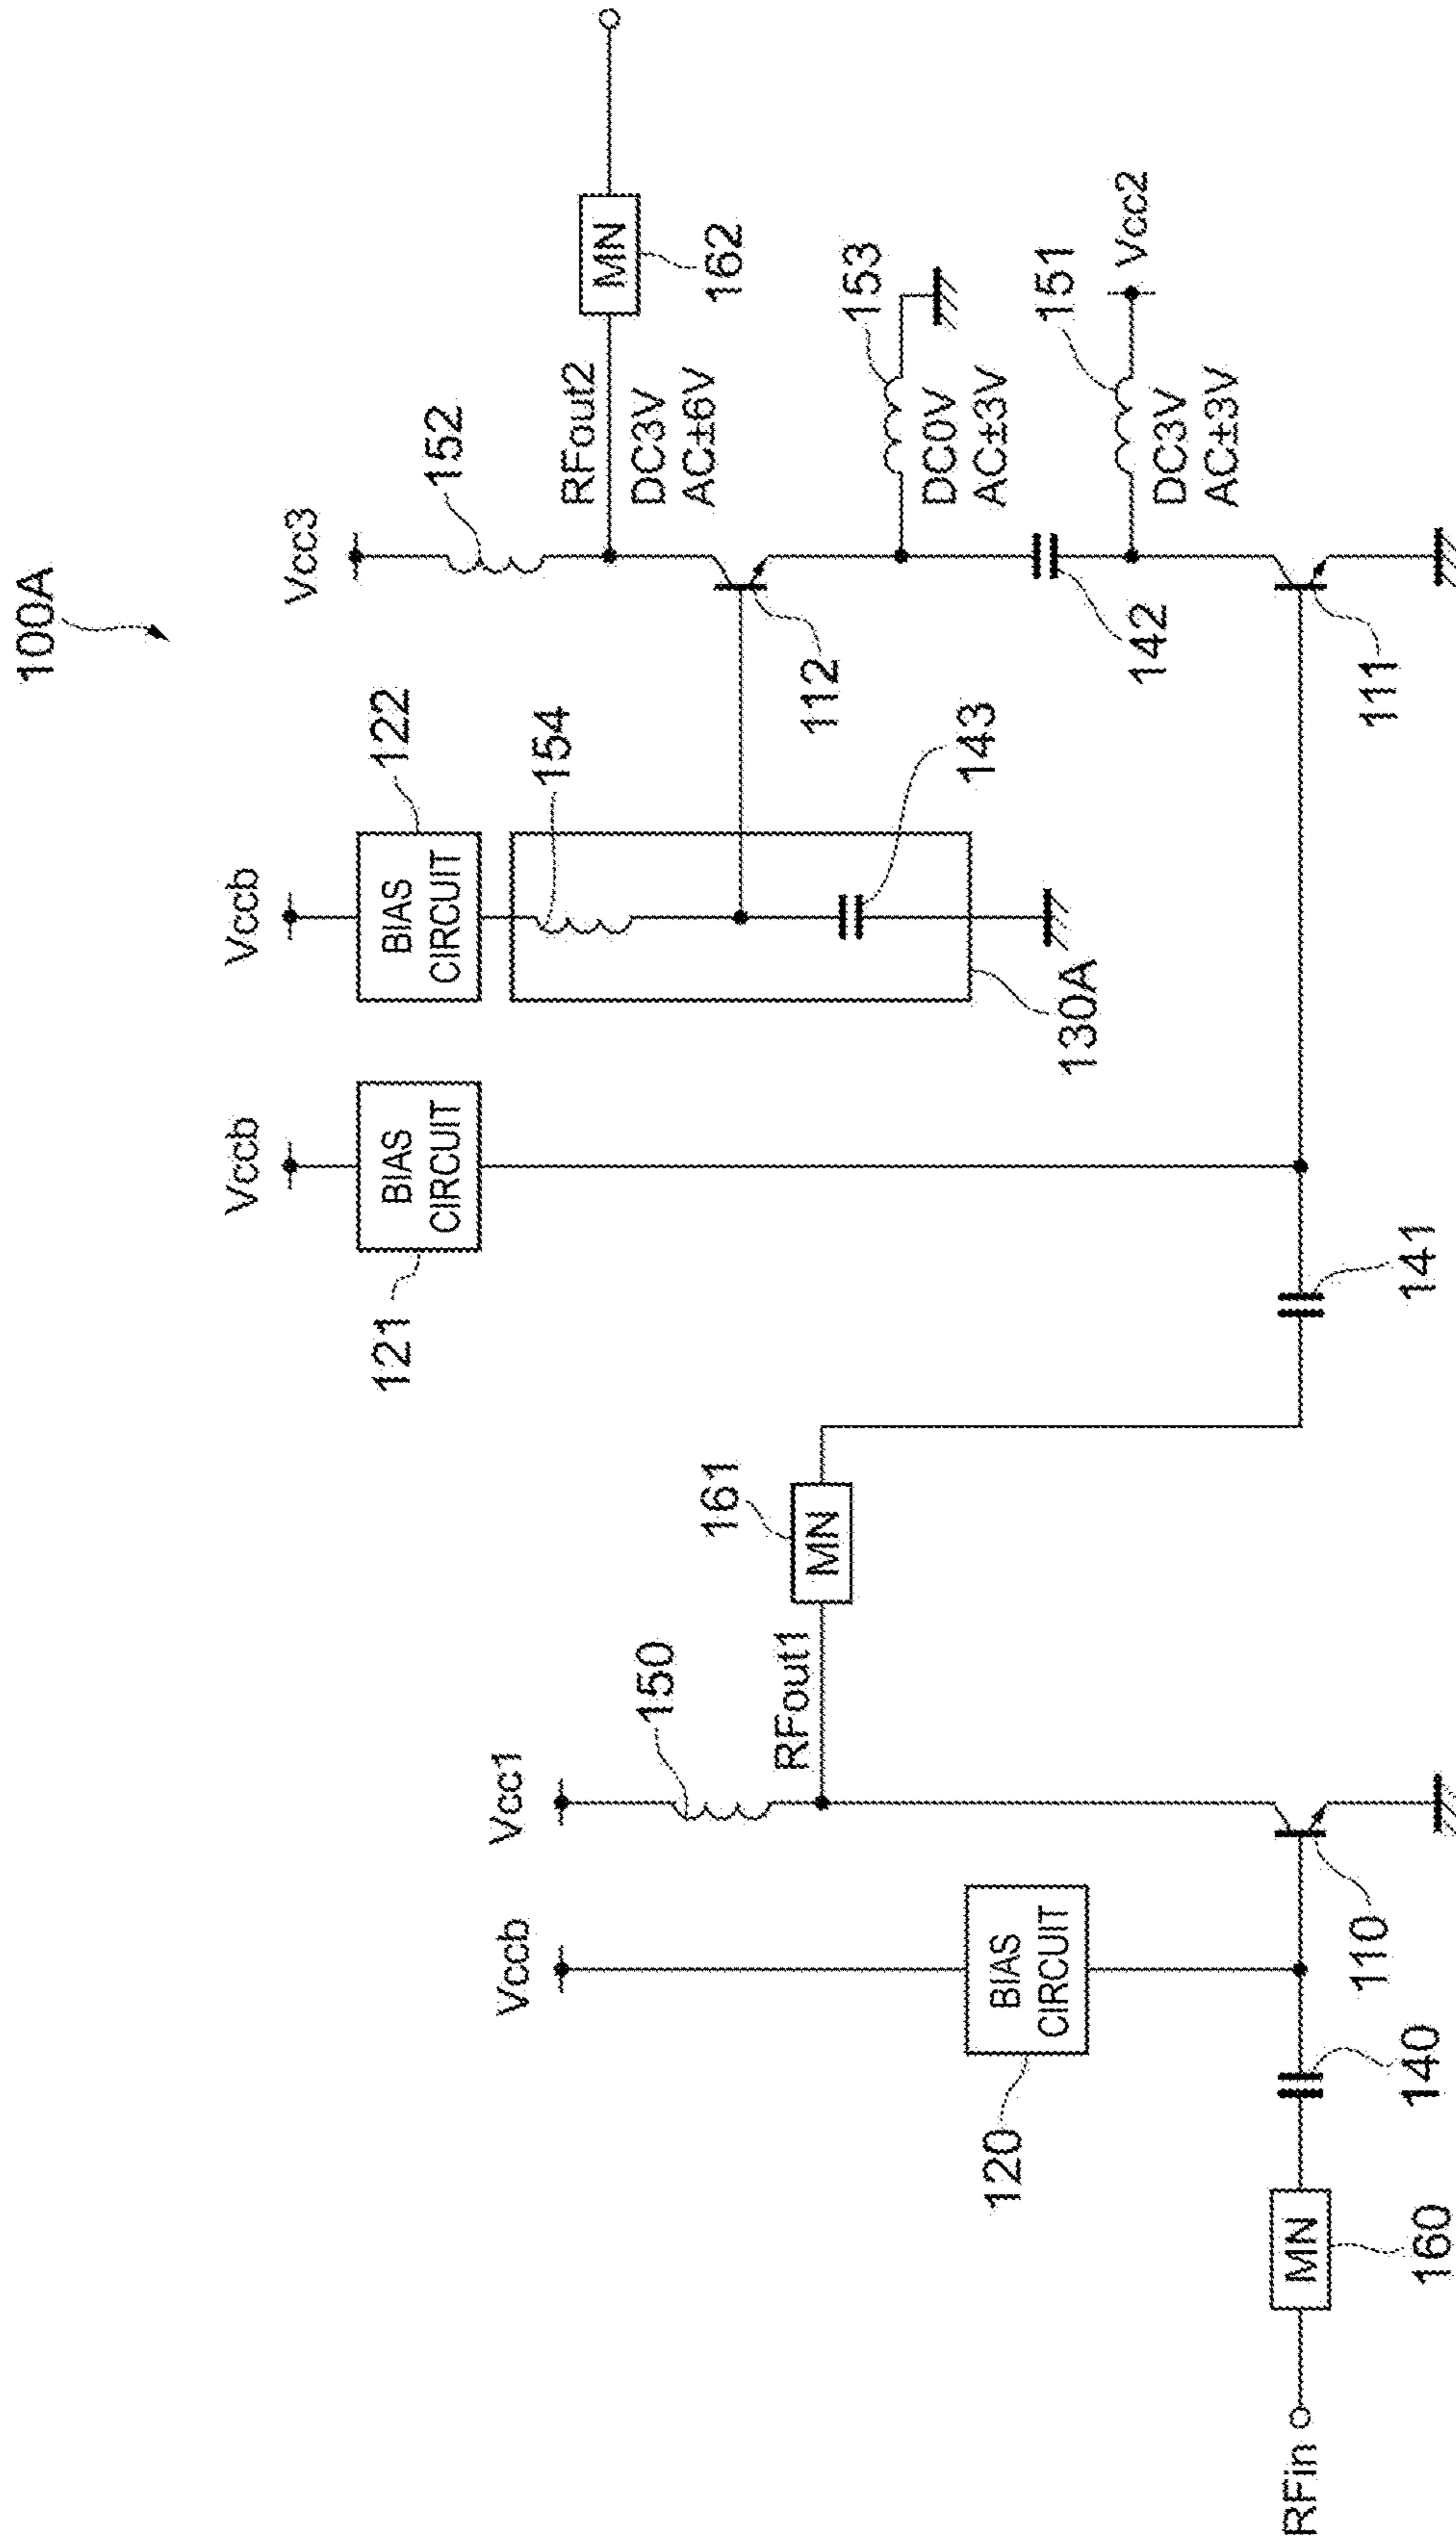 100A
Vccb
Vccb
Vcc3
BIAS
CIRCUIT
122
152
BIAS
CIRCUIT
121
154
RFout2
MN
162
DC3V
AC±6V
Vcc1
Vccb
150
161
MN
RFout1
112
143
130A
153
DC0V
AC±3V
142
151
Vcc2
DC3V
AC±3V
BIAS
CIRCUIT
120
RFin
MN
160
140
110
141
111